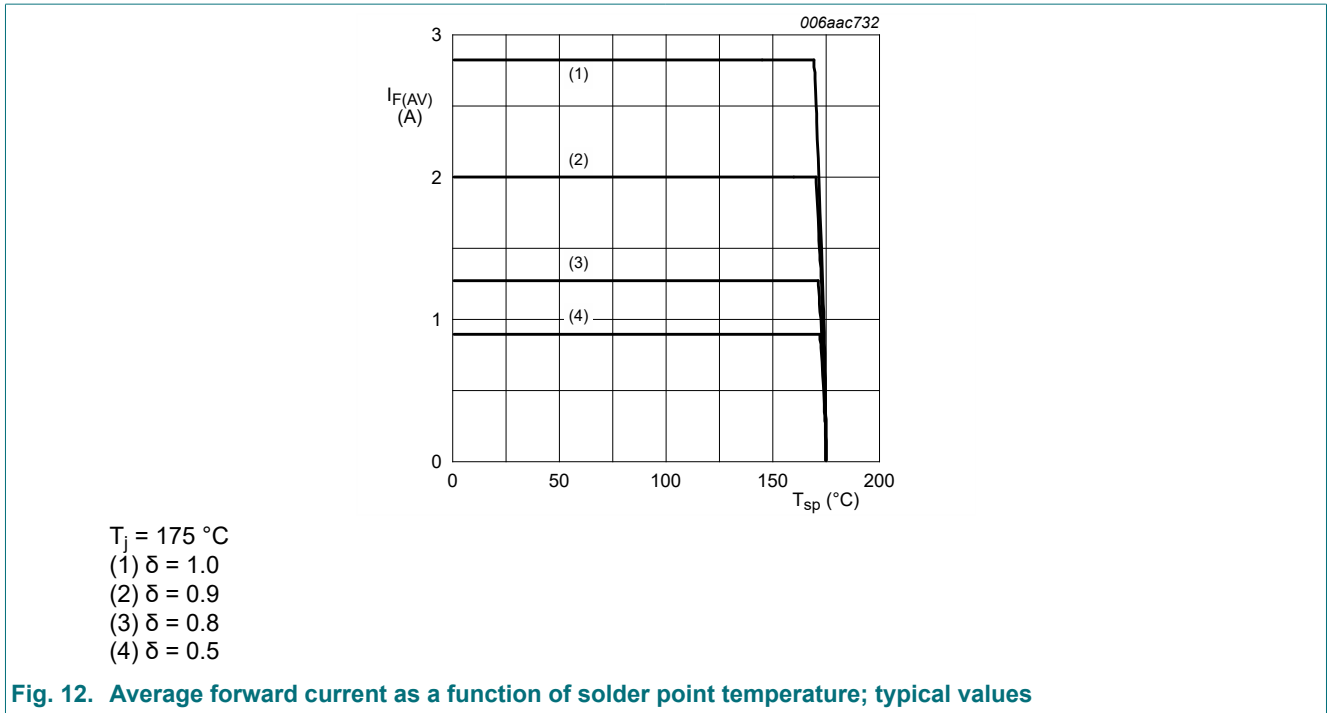 006aac732
3
(1)
I_F(AV)
(A)
(2)
2
(3)
1
(4)
0
0 50 100 150 200
T_sp (°C)
T_j = 175 °C
(1) δ = 1.0
(2) δ = 0.9
(3) δ = 0.8
(4) δ = 0.5
Fig. 12. Average forward current as a function of solder point temperature; typical values